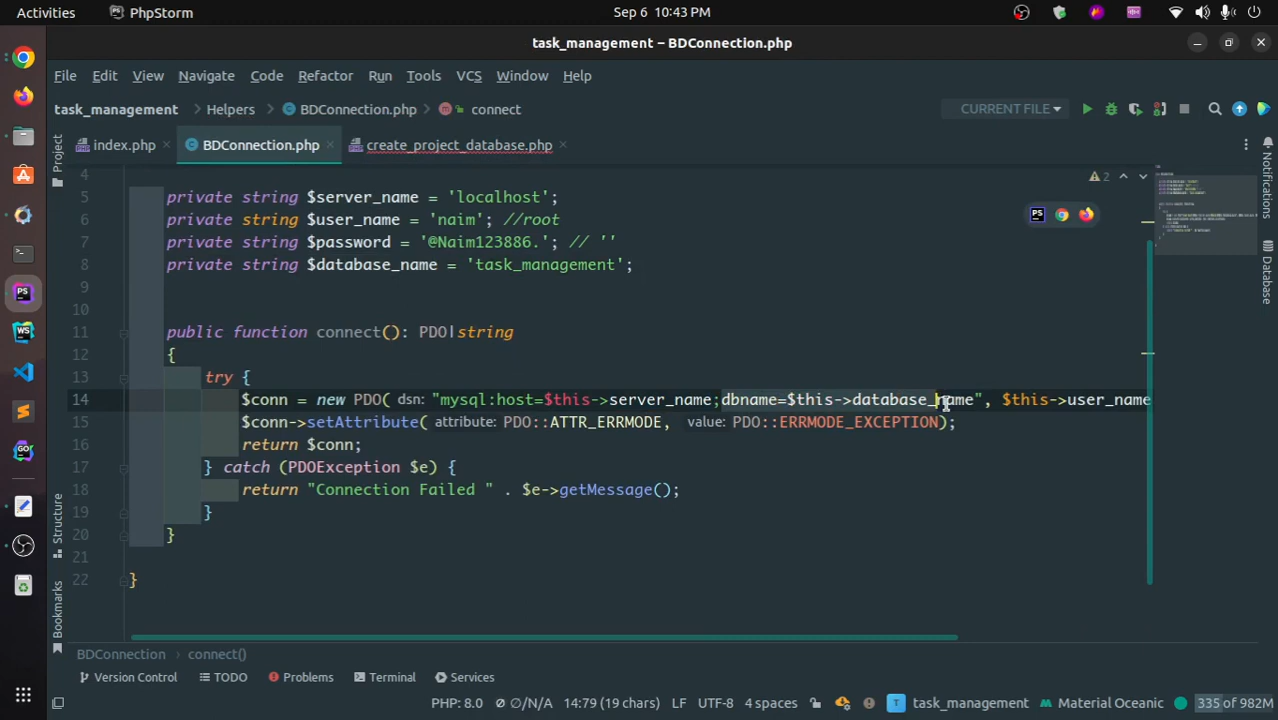 Activities PhpStorm Sep 6 10:43 PM
task_management – BDConnection.php
File Edit View Navigate Code Refactor Run Tools VCS Window Help
task_management Helpers BDConnection.php m connect CURRENT FILE
Project index.php BDConnection.php create_project_database.php Notifications
4 2
5 private string $server_name = 'localhost';
6 private string $user_name = 'naim'; //root
7 private string $password = '@Naim123886.'; // ''
8 private string $database_name = 'task_management'; Database
9
10
11 public function connect(): PDO|string
12 {
13 try {
14 $conn = new PDO( dsn: "mysql:host=$this->server_name;dbname=$this->database_name", $this->user_name
15 $conn->setAttribute( attribute: PDO::ATTR_ERRMODE, value: PDO::ERRMODE_EXCEPTION);
16 return $conn;
17 } catch (PDOException $e) {
18 return "Connection Failed " . $e->getMessage();
19 }
20 }
21
22 }
Structure
Bookmarks
BDConnection connect()
Version Control TODO Problems Terminal Services
PHP: 8.0 ∅/N/A 14:79 (19 chars) LF UTF-8 4 spaces T task_management Material Oceanic 335 of 982M